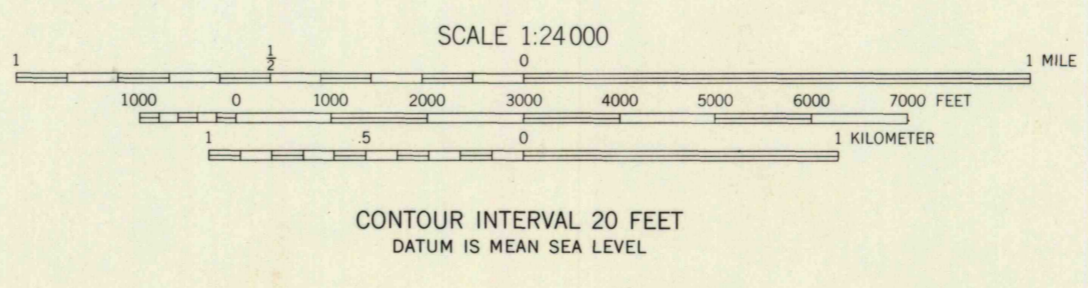 SCALE 1:24000
1 1/2 0 1 MILE
1000 0 1000 2000 3000 4000 5000 6000 7000 FEET
1 .5 0 1 KILOMETER
CONTOUR INTERVAL 20 FEET
DATUM IS MEAN SEA LEVEL